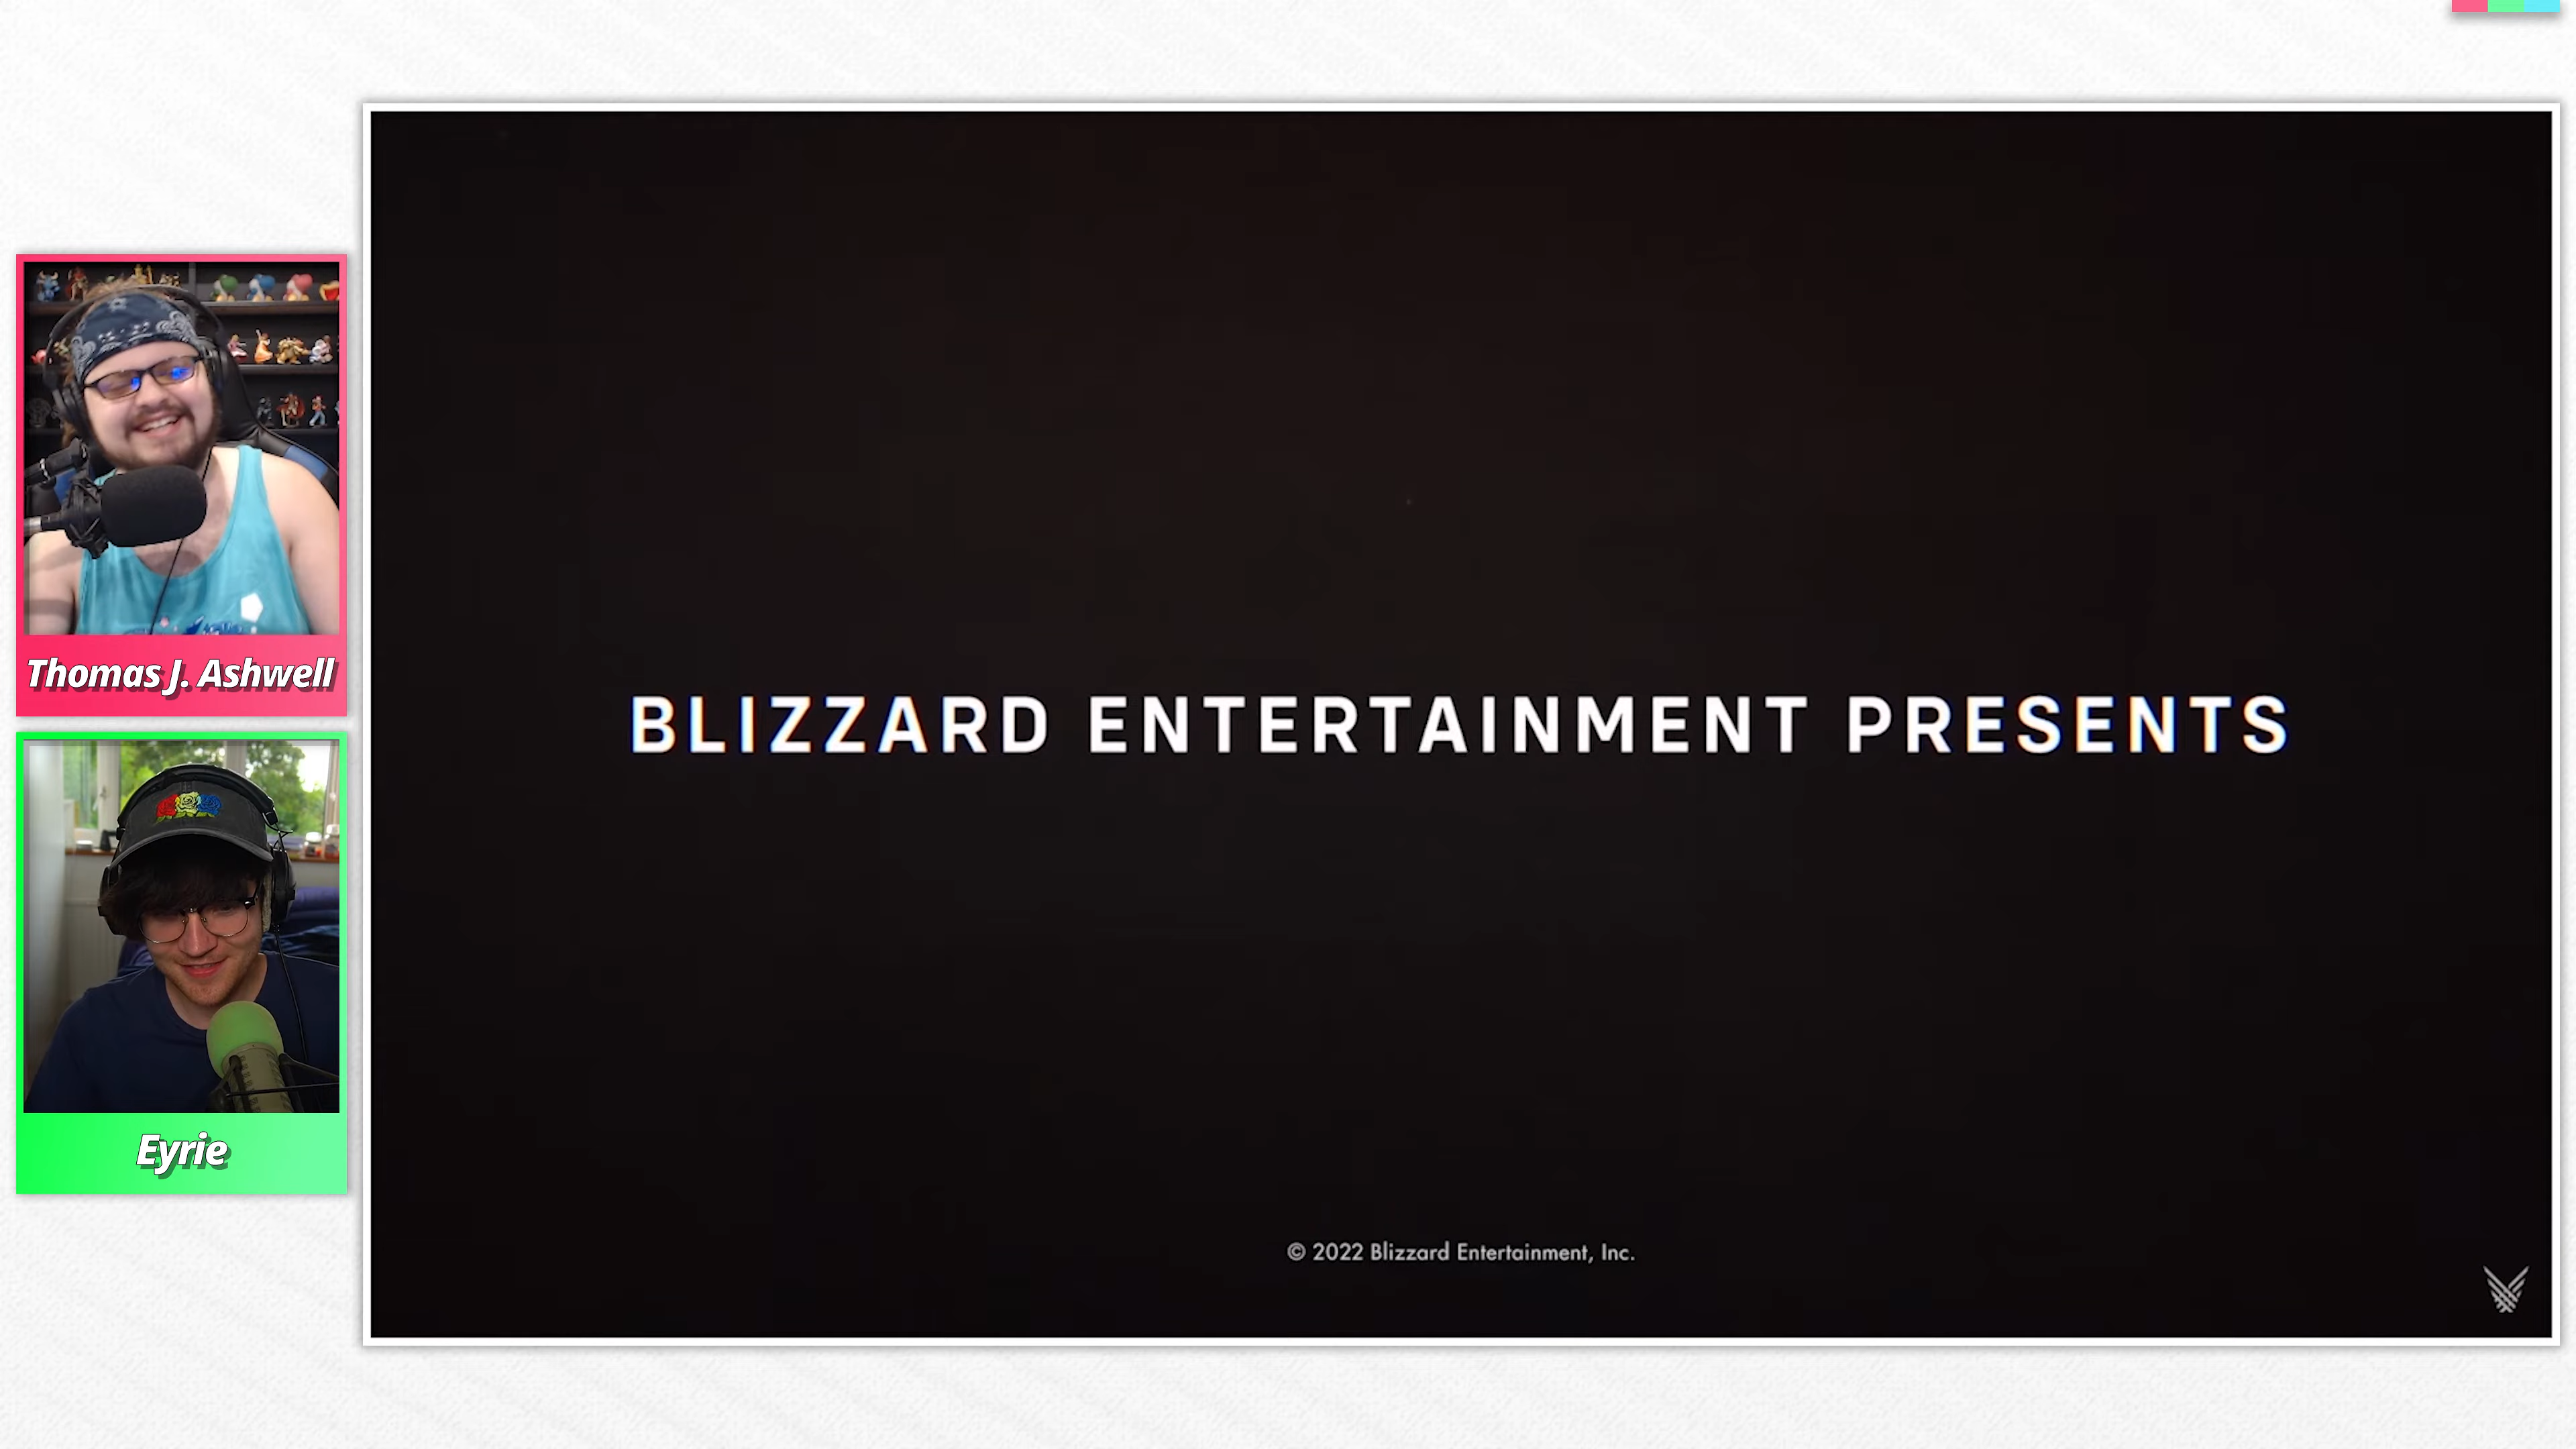 Thomas J. Ashwell
Eyrie
BLIZZARD ENTERTAINMENT PRESENTS
© 2022 Blizzard Entertainment, Inc.